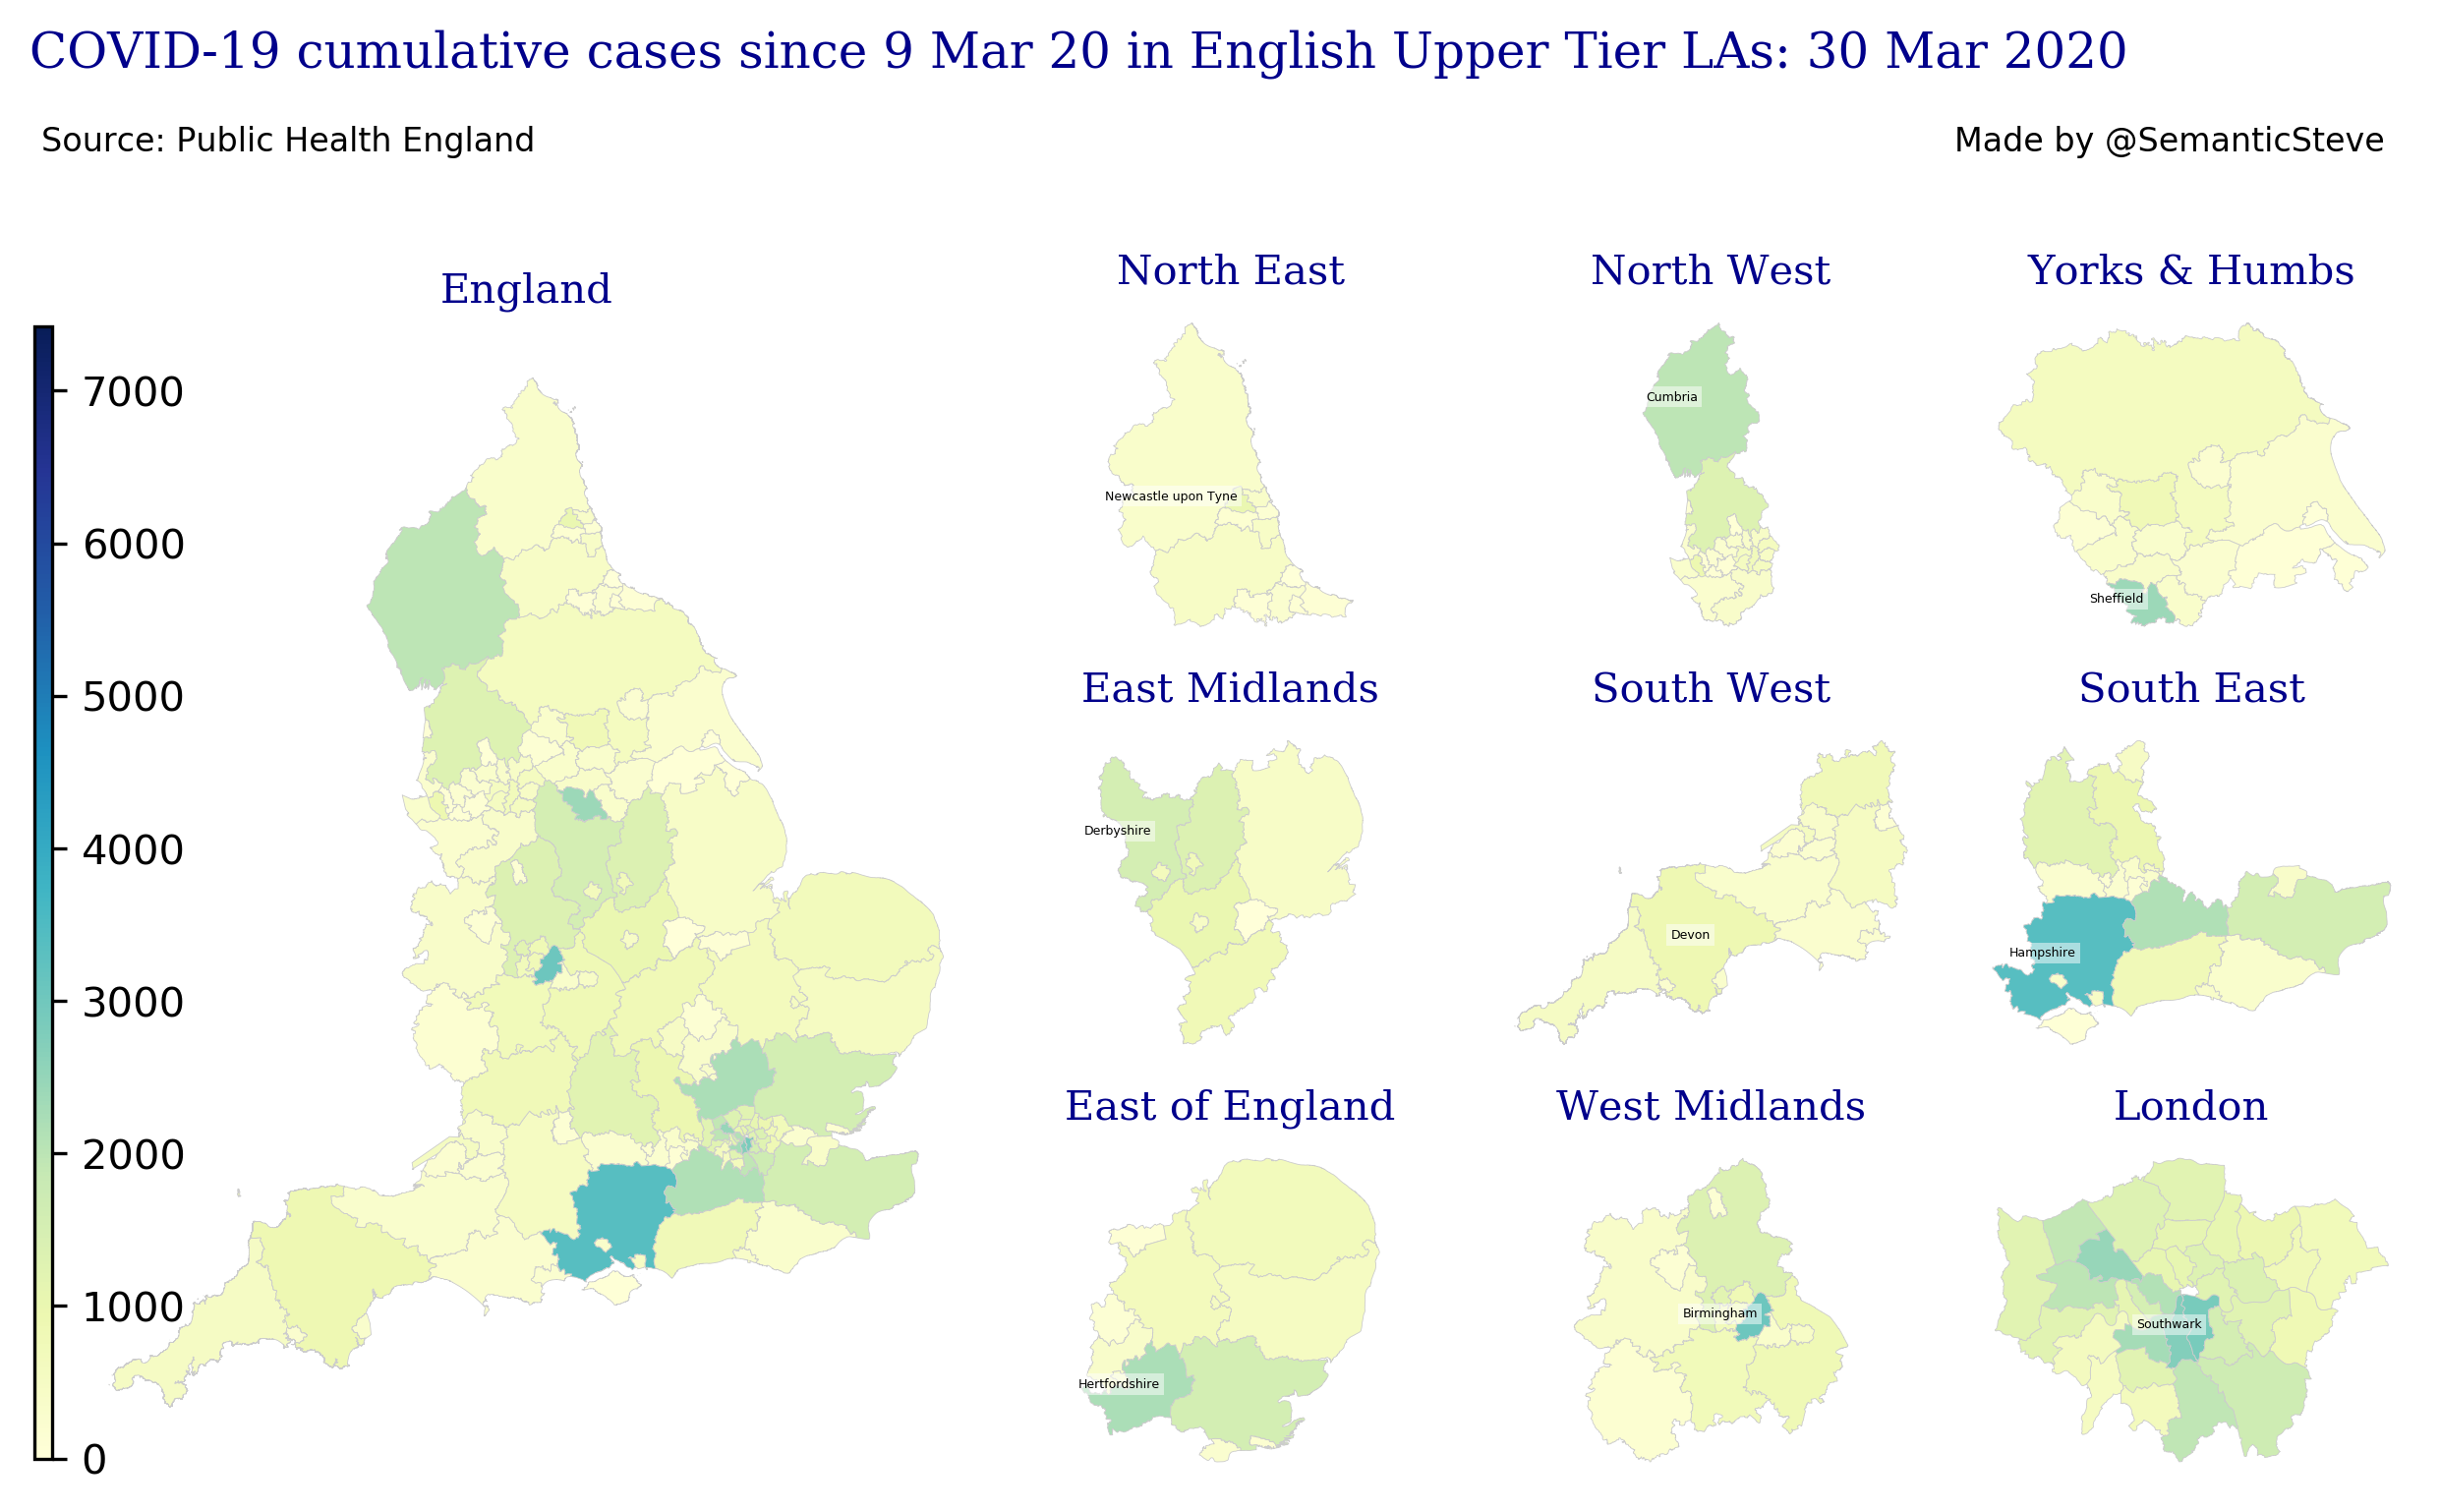 COVID-19 cumulative cases since 9 Mar 20 in English Upper Tier LAs: 30 Mar 2020
Source: Public Health England
Made by @SemanticSteve
England
7000
6000
5000
4000
3000
2000
1000
0
North East
Newcastle upon Tyne
North West
Cumbria
Yorks & Humbs
Sheffield
East Midlands
Derbyshire
South West
Devon
South East
Hampshire
East of England
Hertfordshire
West Midlands
Birmingham
London
Southwark